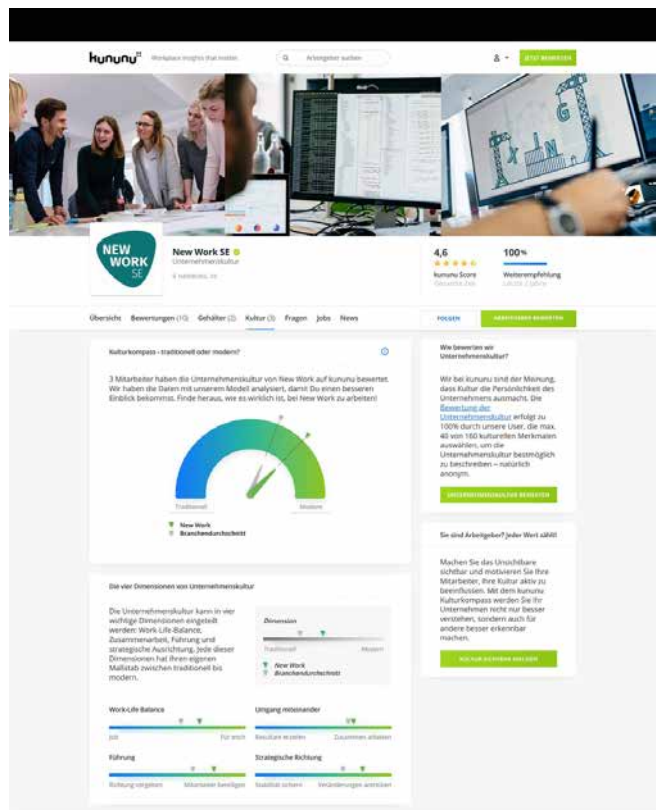 kununu
Workplace insights that matter.
Arbeitgeber suchen
JETZT BEWERTEN
XING
NEW
WORK
SE
New Work SE
Unternehmenskultur
HAMBURG, DE
4,6
kununu Score
100%
Weiterempfehlung
Letzte 2 Jahre
Übersicht Bewertungen (10) Gehälter (2) Kultur (3) Fragen Jobs News
FOLGEN
ARBEITGEBER BEWERTEN
Kulturkompass - traditionell oder modern?
3 Mitarbeiter haben die Unternehmenskultur von New Work auf kununu bewertet.
Wir haben die Daten mit unserem Modell analysiert, damit Du einen besseren
Einblick bekommst. Finde heraus, wie es wirklich ist, bei New Work zu arbeiten!
Traditionell
Modern
New Work
Branchendurchschnitt
Wie bewerten wir
Unternehmenskultur?
Wir bei kununu sind der Meinung,
dass Kultur die Persönlichkeit des
Unternehmens ausmacht. Die
Bewertung der
Unternehmenskultur erfolgt zu
100% durch unsere User, die max.
40 von 160 kulturellen Merkmalen
auswählen, um die
Unternehmenskultur bestmöglich
zu beschreiben – natürlich
anonym.
UNTERNEHMENSKULTUR BEWERTEN
Sie sind Arbeitgeber? Jeder Wert zählt!
Machen Sie das Unsichtbare
sichtbar und motivieren Sie Ihre
Mitarbeiter, Ihre Kultur aktiv zu
beeinflussen. Mit dem kununu
Kulturkompass werden Sie Ihr
Unternehmen nicht nur besser
verstehen, sondern auch für
andere besser erkennbar
machen.
KULTUR SICHTBAR MACHEN
Die vier Dimensionen von Unternehmenskultur
Die Unternehmenskultur kann in vier
wichtige Dimensionen eingeteilt
werden: Work-Life-Balance,
Zusammenarbeit, Führung und
strategische Ausrichtung. Jede dieser
Dimensionen hat ihren eigenen
Maßstab zwischen traditionell bis
modern.
Dimension
Traditionell
Modern
New Work
Branchendurchschnitt
Work-Life Balance
Job
Für mich
Umgang miteinander
Resultate erzielen
Zusammen arbeiten
Führung
Richtung vorgeben
Mitarbeiter beteiligen
Strategische Richtung
Stabilität sichern
Veränderungen antreiben